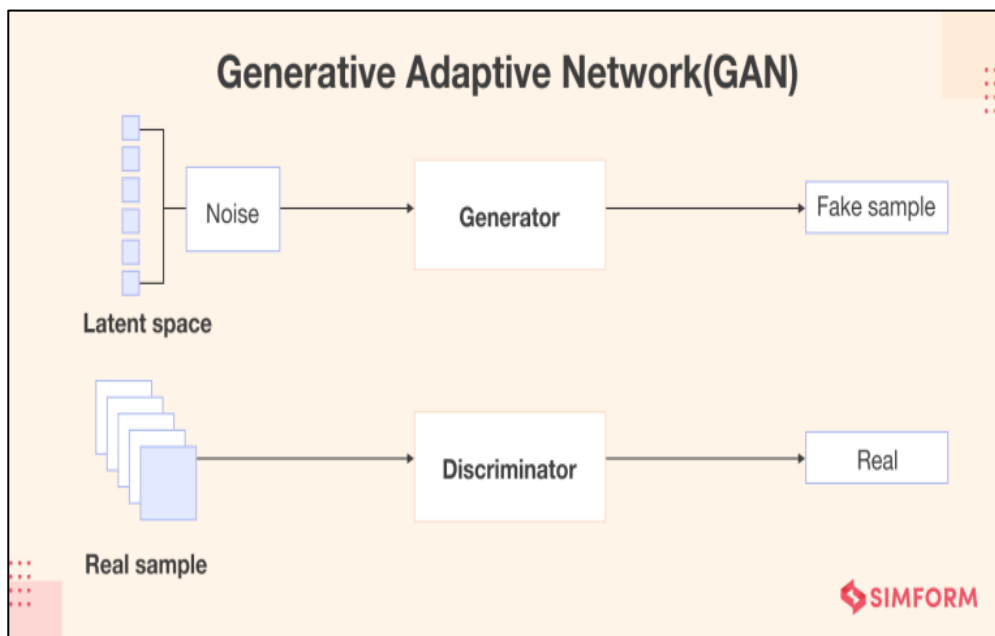 Generative Adaptive Network(GAN)
Noise
Generator
Fake sample
Latent space
Discriminator
Real
Real sample
SIMFORM